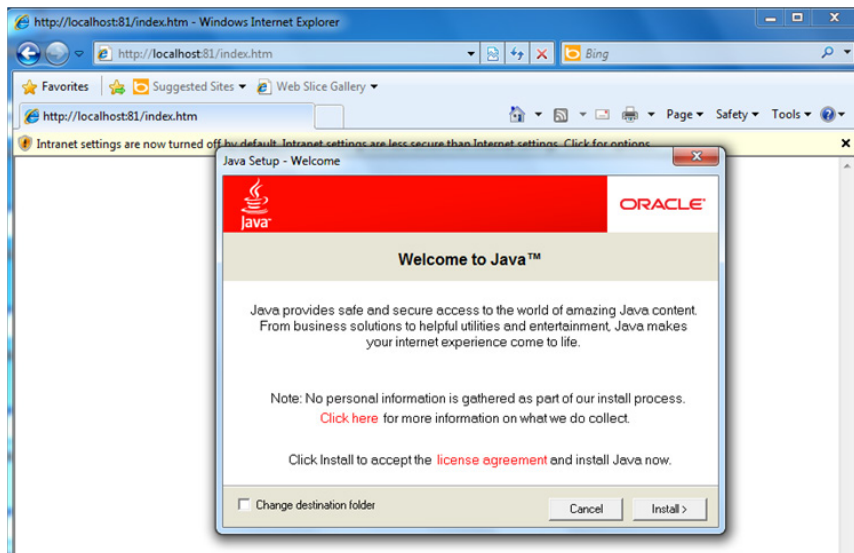 http://localhost:81/index.htm - Windows Internet Explorer
http://localhost:81/index.htm
Bing
Favorites Suggested Sites Web Slice Gallery
http://localhost:81/index.htm Page Safety Tools
Intranet settings are now turned off by default. Intranet settings are less secure than Internet settings. Click for options
Java Setup - Welcome
Java
ORACLE
Welcome to Java™
Java provides safe and secure access to the world of amazing Java content.
From business solutions to helpful utilities and entertainment, Java makes
your internet experience come to life.
Note: No personal information is gathered as part of our install process.
Click here for more information on what we do collect.
Click Install to accept the license agreement and install Java now.
Change destination folder
Cancel
Install >